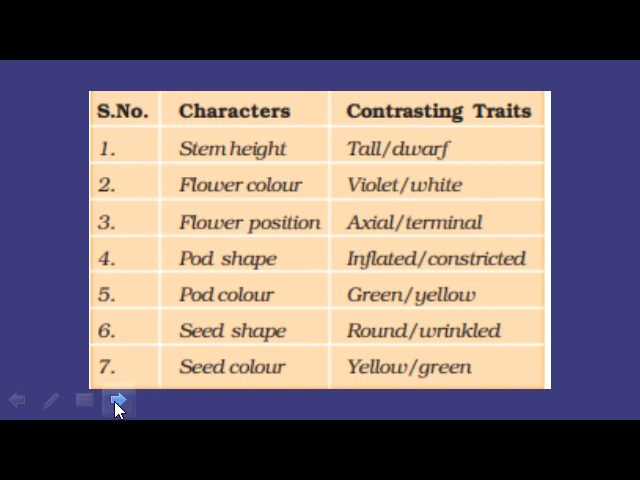 S.No. Characters Contrasting Traits
1. Stem height Tall/dwarf
2. Flower colour Violet/white
3. Flower position Axial/terminal
4. Pod shape Inflated/constricted
5. Pod colour Green/yellow
6. Seed shape Round/wrinkled
7. Seed colour Yellow/green